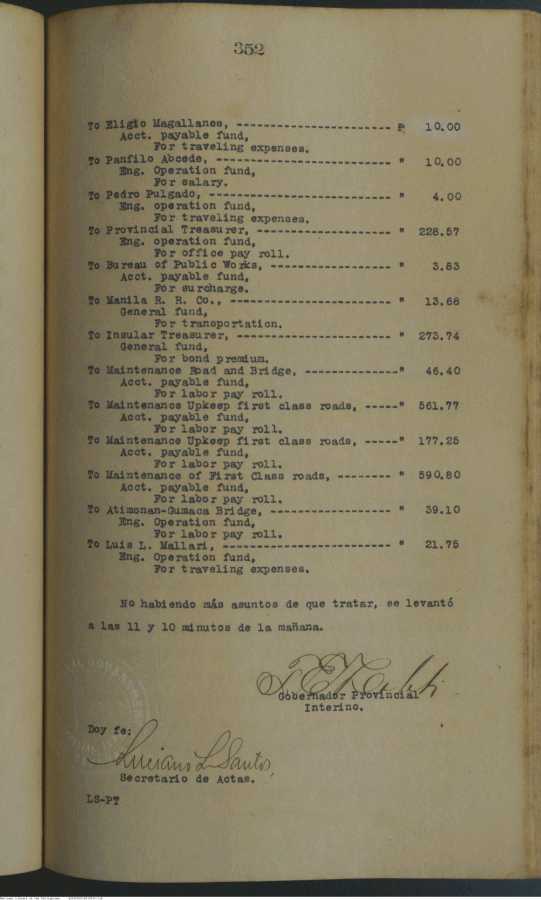 352
To Eligio Magallanes, ----------------------- ₱ 10.00
Acct. payable fund,
For traveling expenses.
To Panfilo Abcede, -------------------------- " 10.00
Eng. Operation fund,
For salary.
To Pedro Pulgado, --------------------------- " 4.00
Eng. operation fund,
For traveling expenses.
To Provincial Treasurer, -------------------- " 228.57
Eng. operation fund,
For office pay roll.
To Bureau of Public Works, ------------------ " 3.83
Acct. payable fund,
For surcharge.
To Manila R. R. Co., ------------------------ " 13.68
General fund,
For transportation.
To Insular Treasurer, ----------------------- " 273.74
General fund,
For bond premium.
To Maintenance Road and Bridge, --------------" 46.40
Acct. payable fund,
For labor pay roll.
To Maintenance Upkeep first class roads, -----" 561.77
Acct. payable fund,
For labor pay roll.
To Maintenance Upkeep first class roads, -----" 177.25
Acct. payable fund,
For labor pay roll.
To Maintenance of First Class roads, -------- " 590.80
Acct. payable fund,
For labor pay roll.
To Atimonan-Gumaca Bridge, ------------------ " 39.10
Eng. Operation fund,
For labor pay roll.
To Luis L. Mallari, ------------------------- " 21.75
Eng. Operation fund,
For traveling expenses.
No habiendo más asuntos de que tratar, se levantó
a las 11 y 10 minutos de la mañana.
Gobernador Provincial
Interino.
Doy fe:
Luciano L. Santos,
Secretario de Actas.
LS-PT